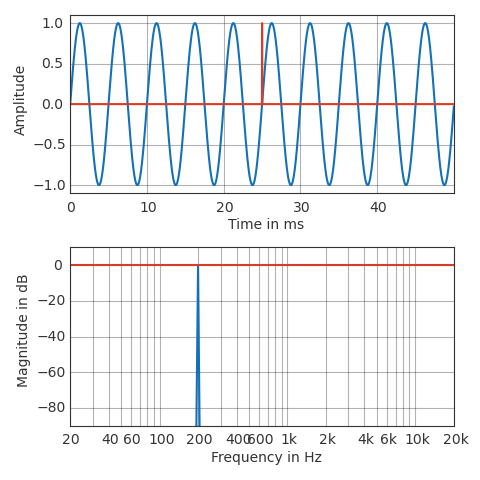 1.0
0.5
0.0
−0.5
−1.0
Amplitude
0 10 20 30 40
Time in ms
0
−20
−40
−60
−80
Magnitude in dB
20 40 60 100 200 400 600 1k 2k 4k 6k 10k 20k
Frequency in Hz